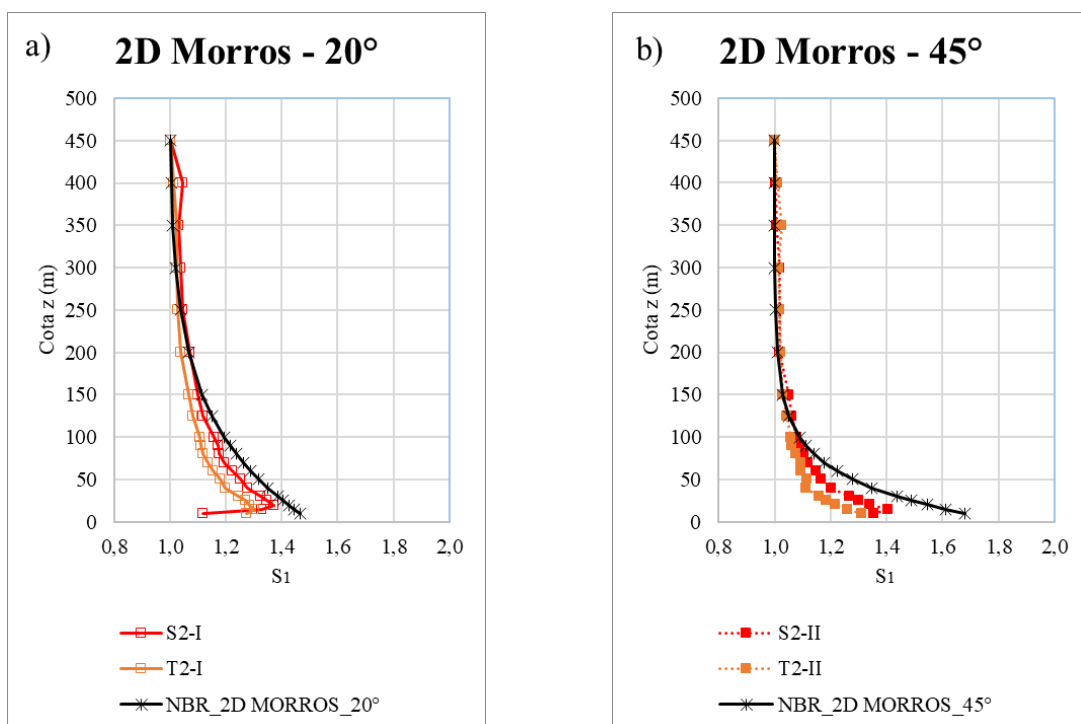 a)
2D Morros - 20°
Cota z (m)
500
450
400
350
300
250
200
150
100
50
0
0,8
1,0
1,2
1,4
1,6
1,8
2,0
S1
S2-I
T2-I
NBR_2D MORROS_20°
b)
2D Morros - 45°
Cota z (m)
500
450
400
350
300
250
200
150
100
50
0
0,8
1,0
1,2
1,4
1,6
1,8
2,0
S1
S2-II
T2-II
NBR_2D MORROS_45°